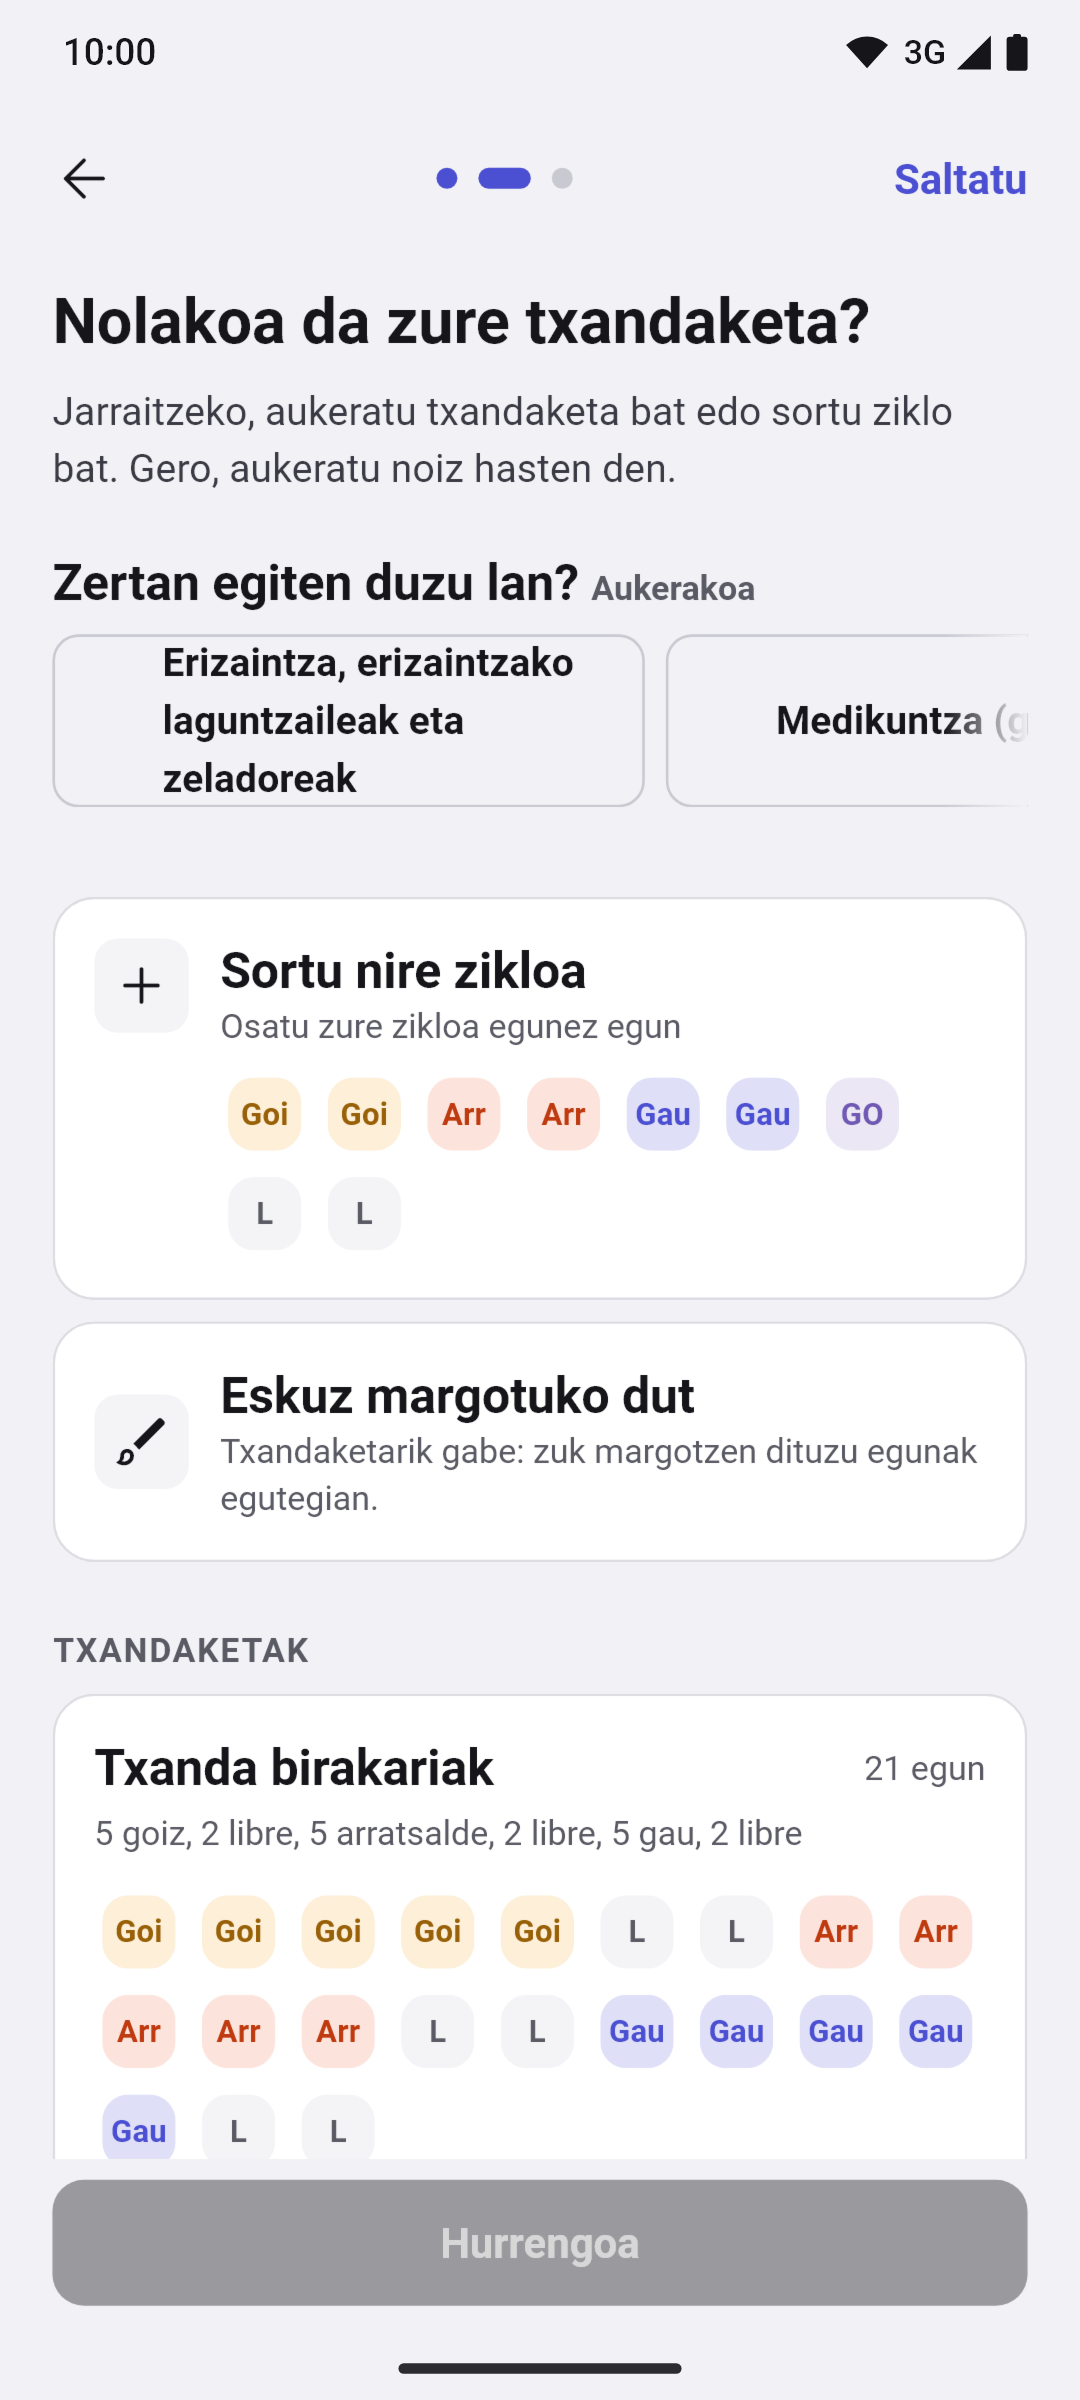 10:00
3G
Saltatu
Nolakoa da zure txandaketa?
Jarraitzeko, aukeratu txandaketa bat edo sortu ziklo
bat. Gero, aukeratu noiz hasten den.
Zertan egiten duzu lan? Aukerakoa
Erizaintza, erizaintzako
laguntzaileak eta
zeladoreak
Medikuntza (g
Sortu nire zikloa
Osatu zure zikloa egunez egun
Goi Goi Arr Arr Gau Gau GO
L L
Eskuz margotuko dut
Txandaketarik gabe: zuk margotzen dituzu egunak
egutegian.
TXANDAKETAK
Txanda birakariak 21 egun
5 goiz, 2 libre, 5 arratsalde, 2 libre, 5 gau, 2 libre
Goi Goi Goi Goi Goi L L Arr Arr
Arr Arr Arr L L Gau Gau Gau Gau
Gau L L
Hurrengoa